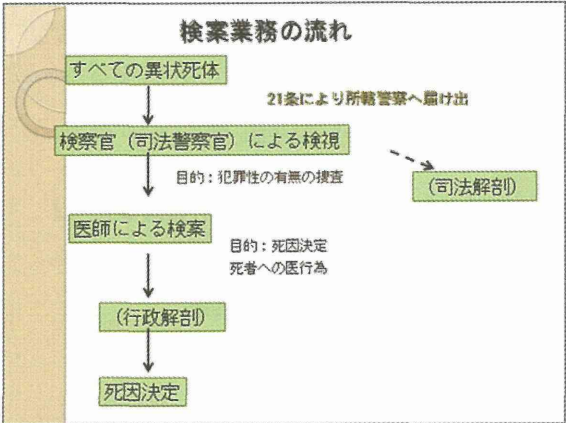 検案業務の流れ
すべての異状死体
21条により所轄警察へ届け出
検察官（司法警察官）による検視
目的：犯罪性の有無の捜査
（司法解剖）
医師による検案
目的：死因決定
死者への医行為
（行政解剖）
死因決定